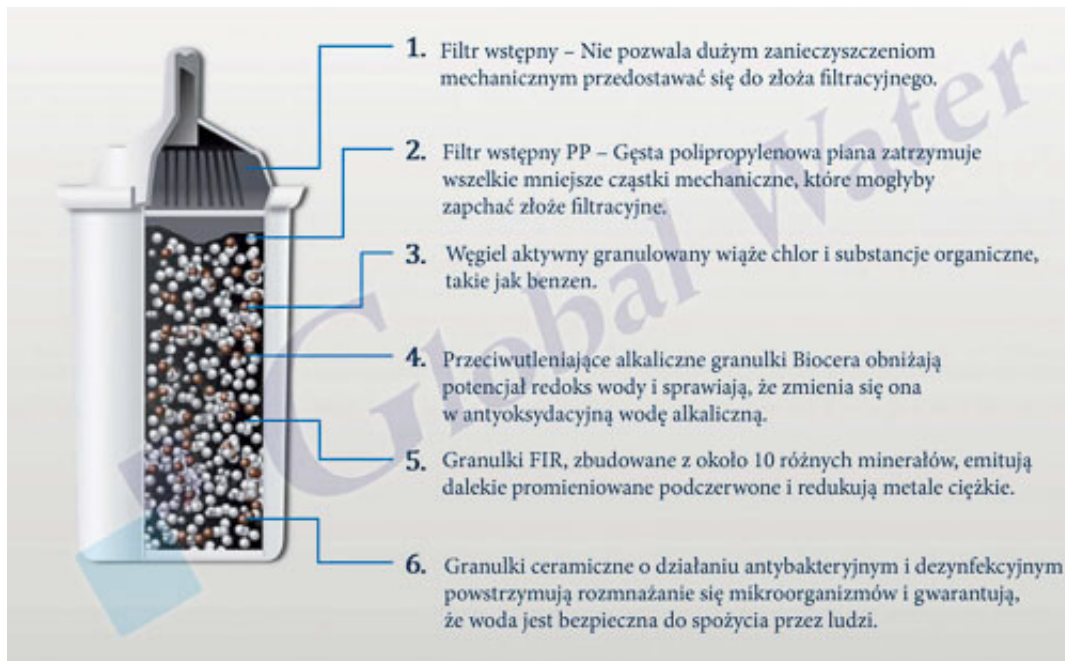 1. Filtr wstępny – Nie pozwala dużym zanieczyszczeniom
mechanicznym przedostawać się do złoża filtracyjnego.
2. Filtr wstępny PP – Gęsta polipropylenowa piana zatrzymuje
wszelkie mniejsze cząstki mechaniczne, które mogłyby
zapchać złoże filtracyjne.
3. Węgiel aktywny granulowany wiąże chlor i substancje organiczne,
takie jak benzen.
4. Przeciwutleniające alkaliczne granulki Biocera obniżają
potencjał redoks wody i sprawiają, że zmienia się ona
w antyoksydacyjną wodę alkaliczną.
5. Granulki FIR, zbudowane z około 10 różnych minerałów, emitują
dalekie promieniowane podczerwone i redukują metale ciężkie.
6. Granulki ceramiczne o działaniu antybakteryjnym i dezynfekcyjnym
powstrzymują rozmnażanie się mikroorganizmów i gwarantują,
że woda jest bezpieczna do spożycia przez ludzi.
Global Water